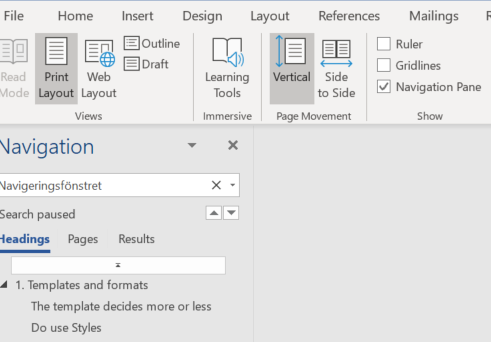 File Home Insert Design Layout References Mailings R
Read Mode
Print Layout
Web Layout
Outline
Draft
Views
Learning Tools
Immersive
Vertical
Side to Side
Page Movement
Ruler
Gridlines
Navigation Pane
Show
Navigation
Navigeringsfönstret
Search paused
Headings Pages Results
1. Templates and formats
The template decides more or less
Do use Styles